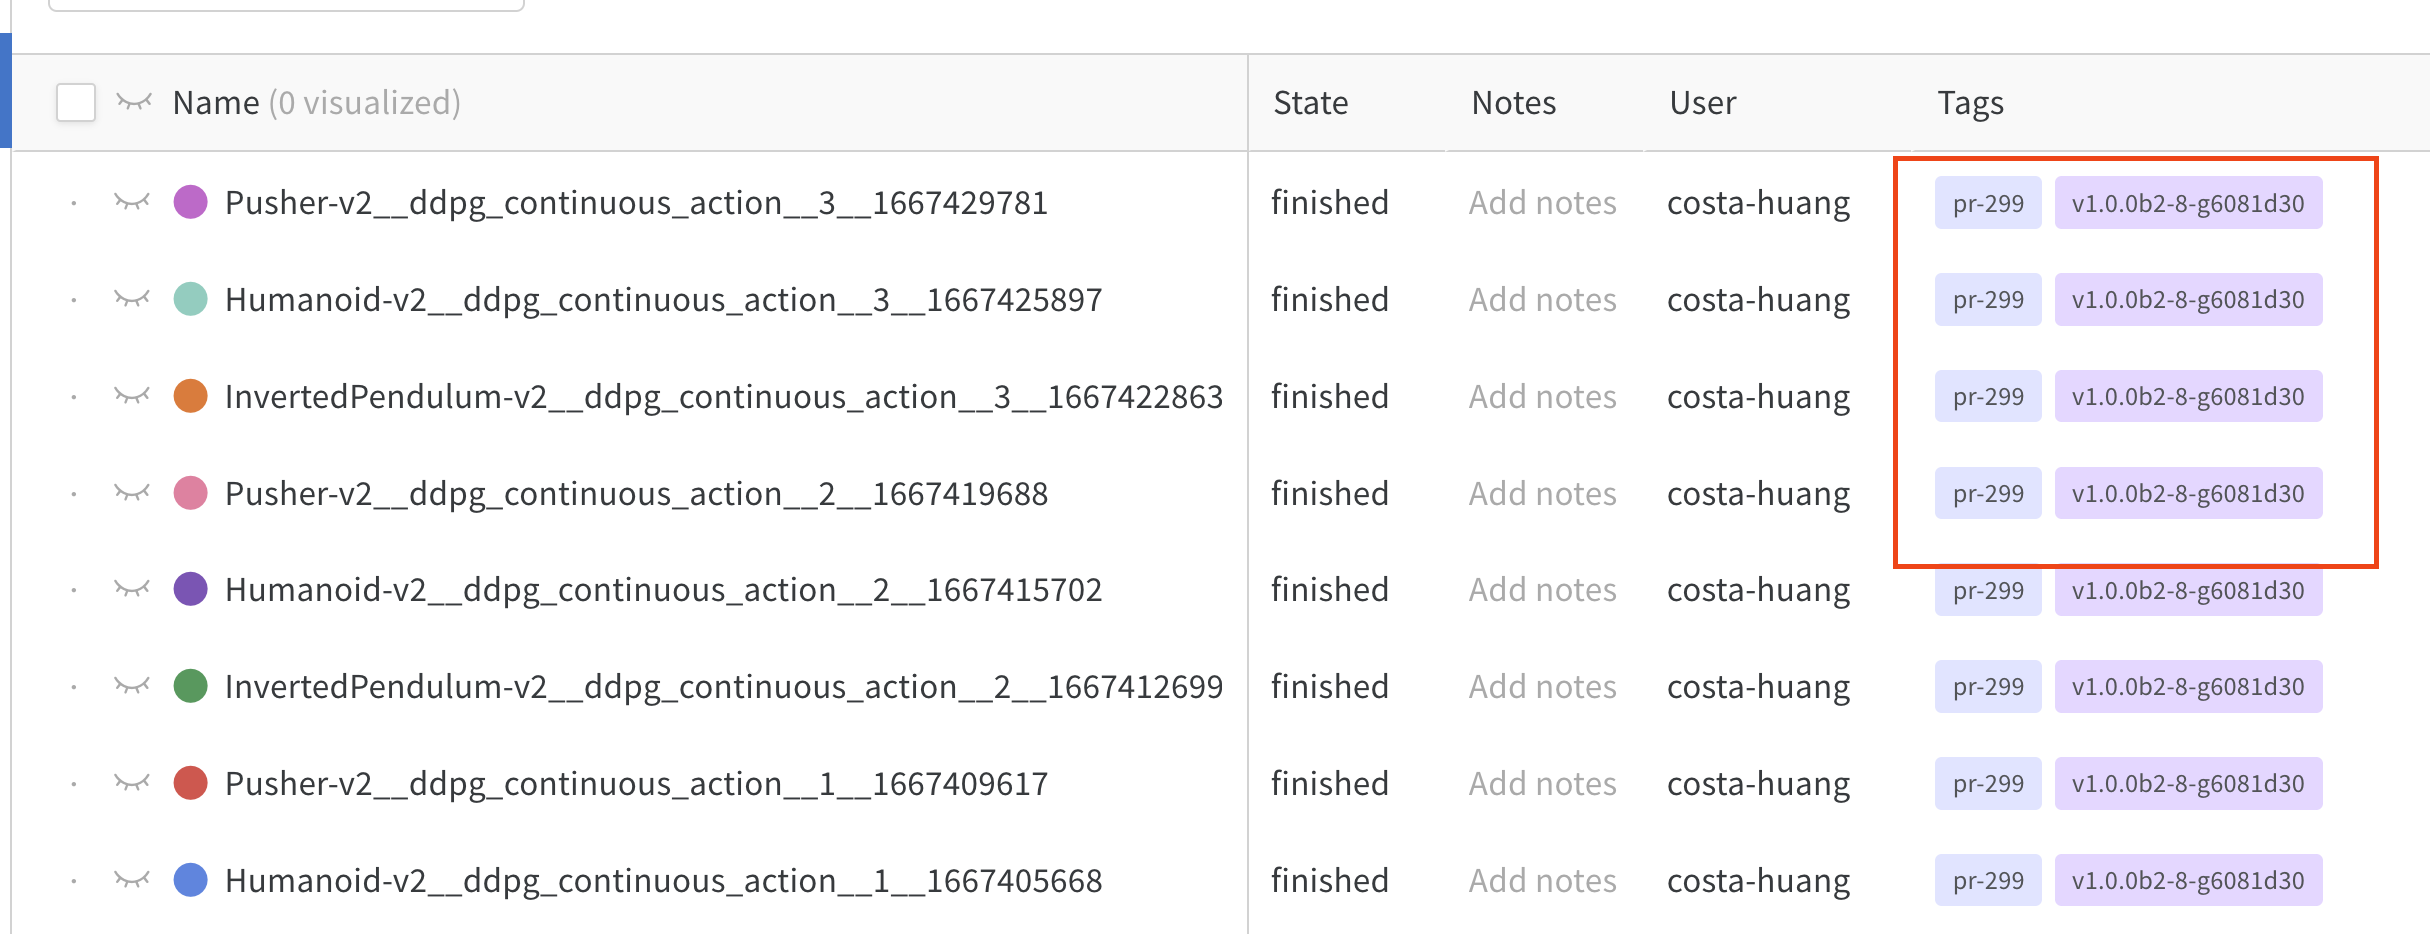 Name (0 visualized) State Notes User Tags
Pusher-v2__ddpg_continuous_action__3__1667429781 finished Add notes costa-huang pr-299 v1.0.0b2-8-g6081d30
Humanoid-v2__ddpg_continuous_action__3__1667425897 finished Add notes costa-huang pr-299 v1.0.0b2-8-g6081d30
InvertedPendulum-v2__ddpg_continuous_action__3__1667422863 finished Add notes costa-huang pr-299 v1.0.0b2-8-g6081d30
Pusher-v2__ddpg_continuous_action__2__1667419688 finished Add notes costa-huang pr-299 v1.0.0b2-8-g6081d30
Humanoid-v2__ddpg_continuous_action__2__1667415702 finished Add notes costa-huang pr-299 v1.0.0b2-8-g6081d30
InvertedPendulum-v2__ddpg_continuous_action__2__1667412699 finished Add notes costa-huang pr-299 v1.0.0b2-8-g6081d30
Pusher-v2__ddpg_continuous_action__1__1667409617 finished Add notes costa-huang pr-299 v1.0.0b2-8-g6081d30
Humanoid-v2__ddpg_continuous_action__1__1667405668 finished Add notes costa-huang pr-299 v1.0.0b2-8-g6081d30